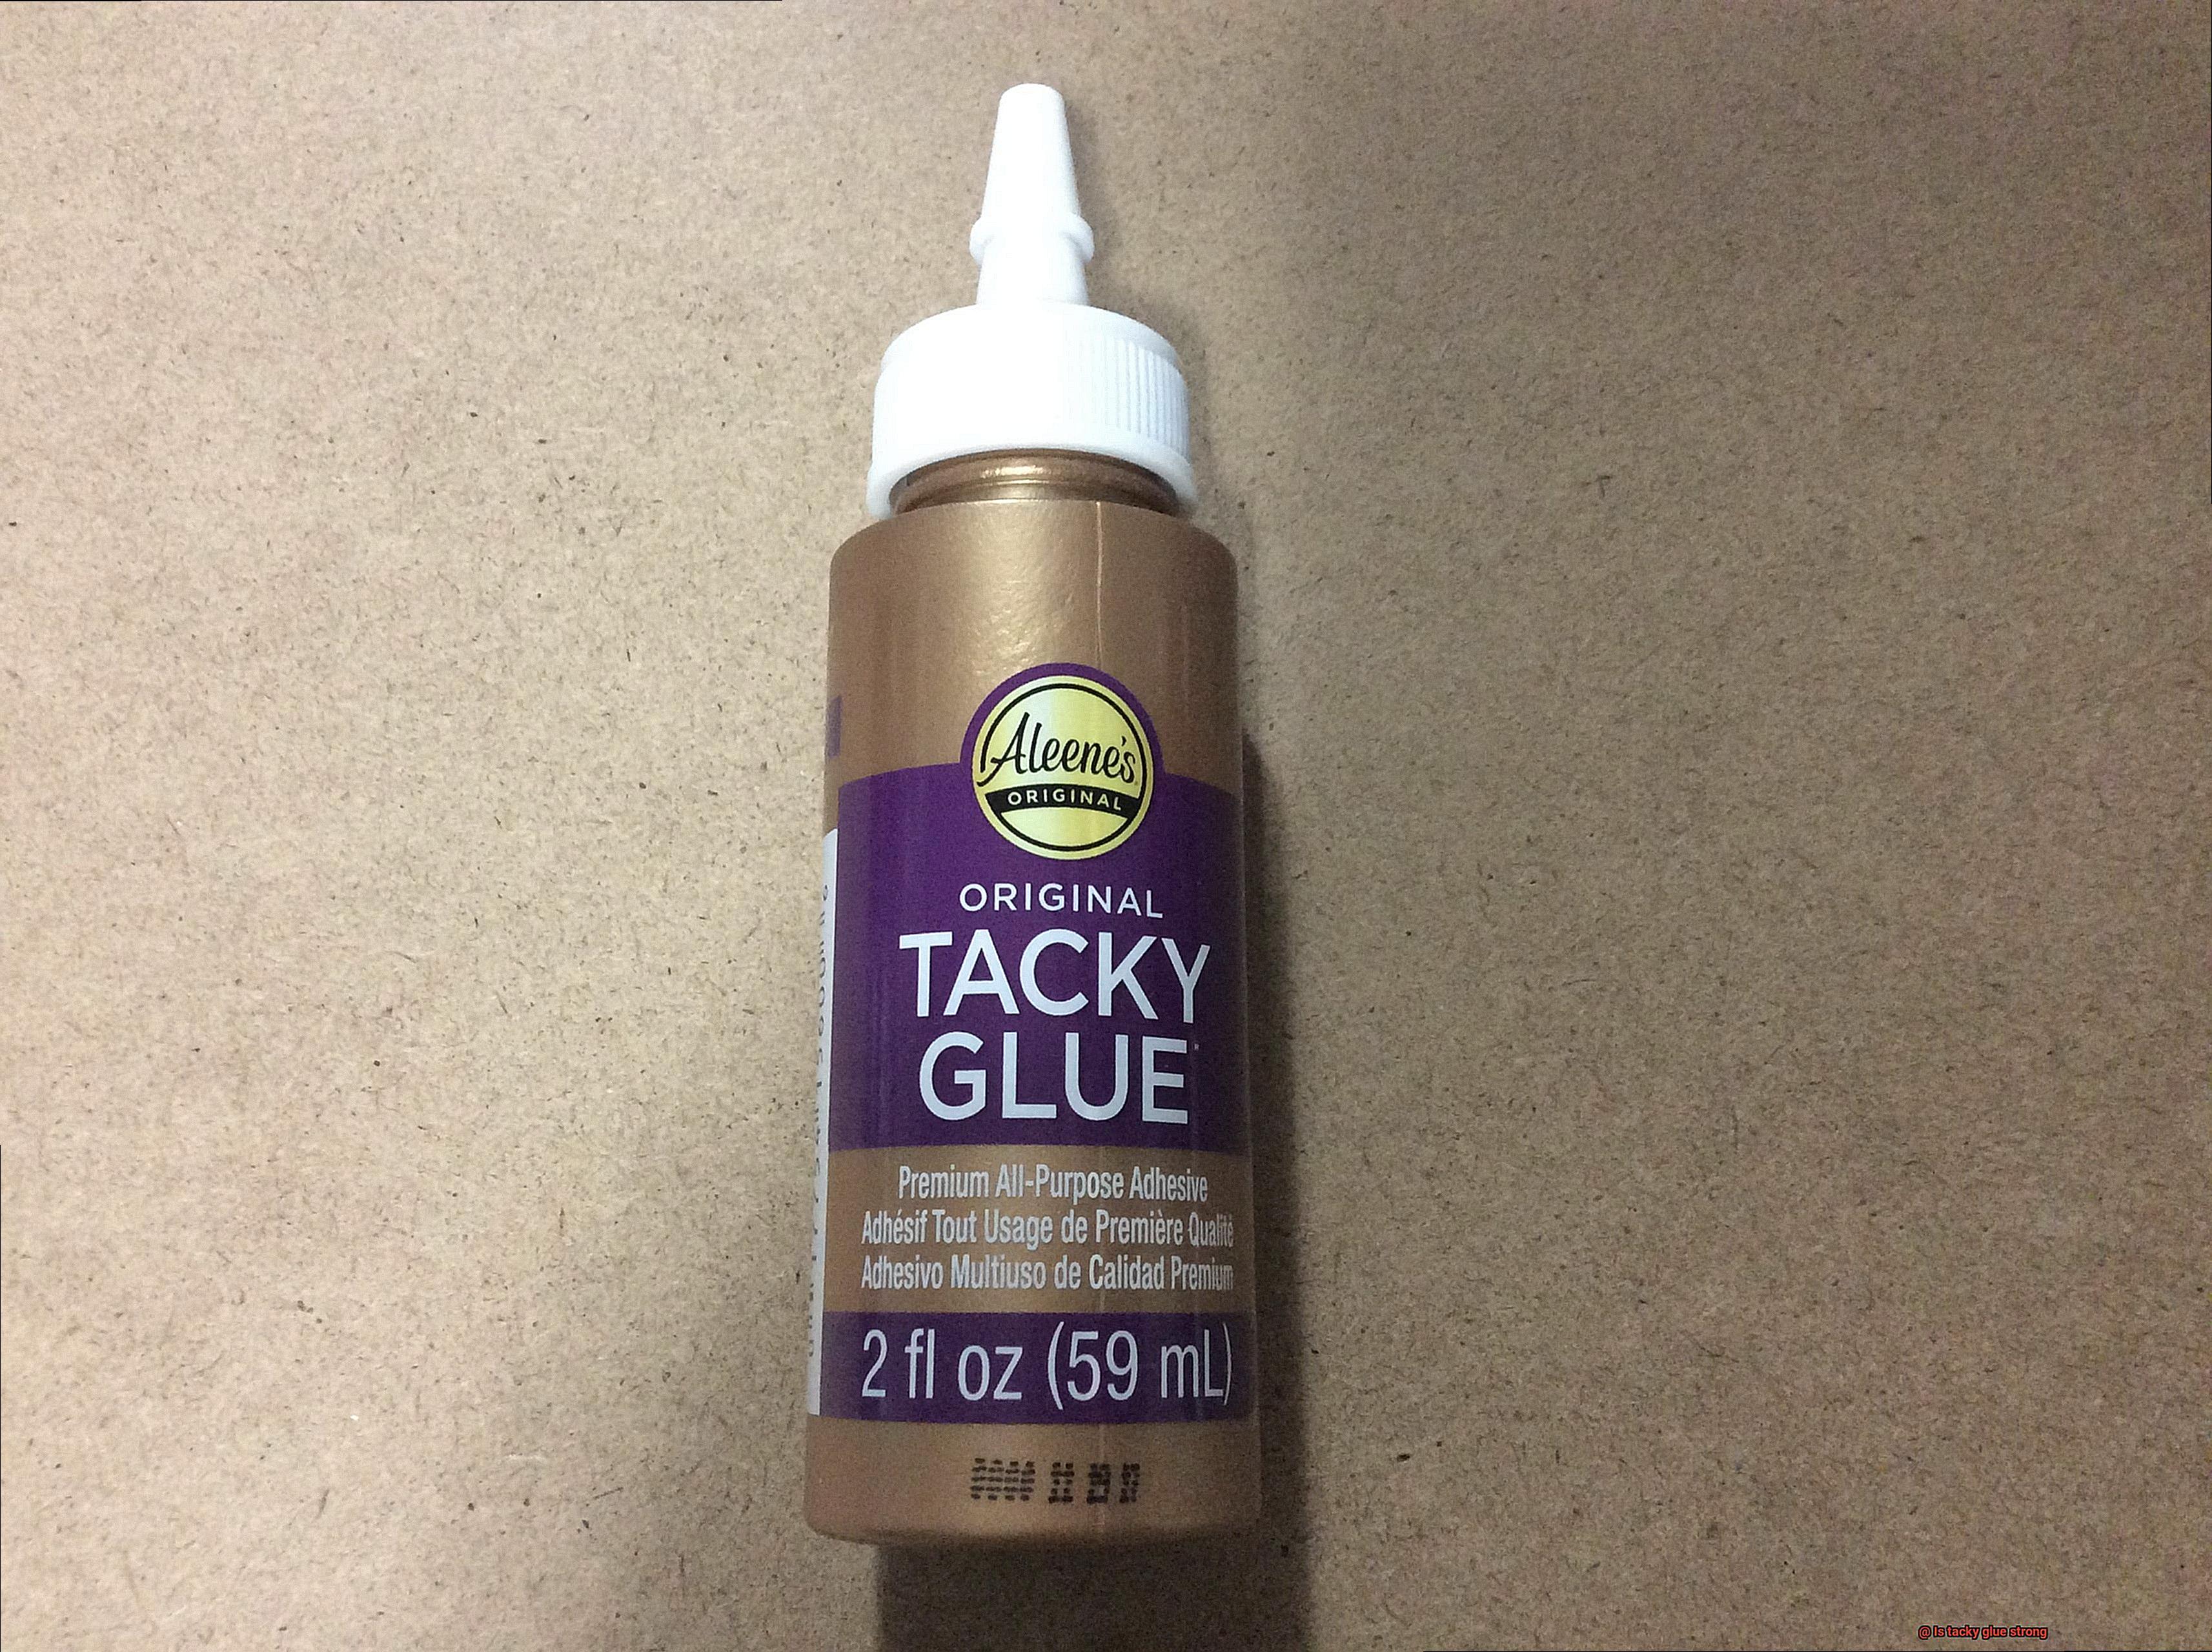 Aleene's
ORIGINAL
ORIGINAL
TACKY
GLUE
Premium All-Purpose Adhesive
Adhésif Tout Usage de Première Qualité
Adhesivo Multiuso de Calidad Premium
2 fl oz (59 mL)
@ Is tacky glue strong